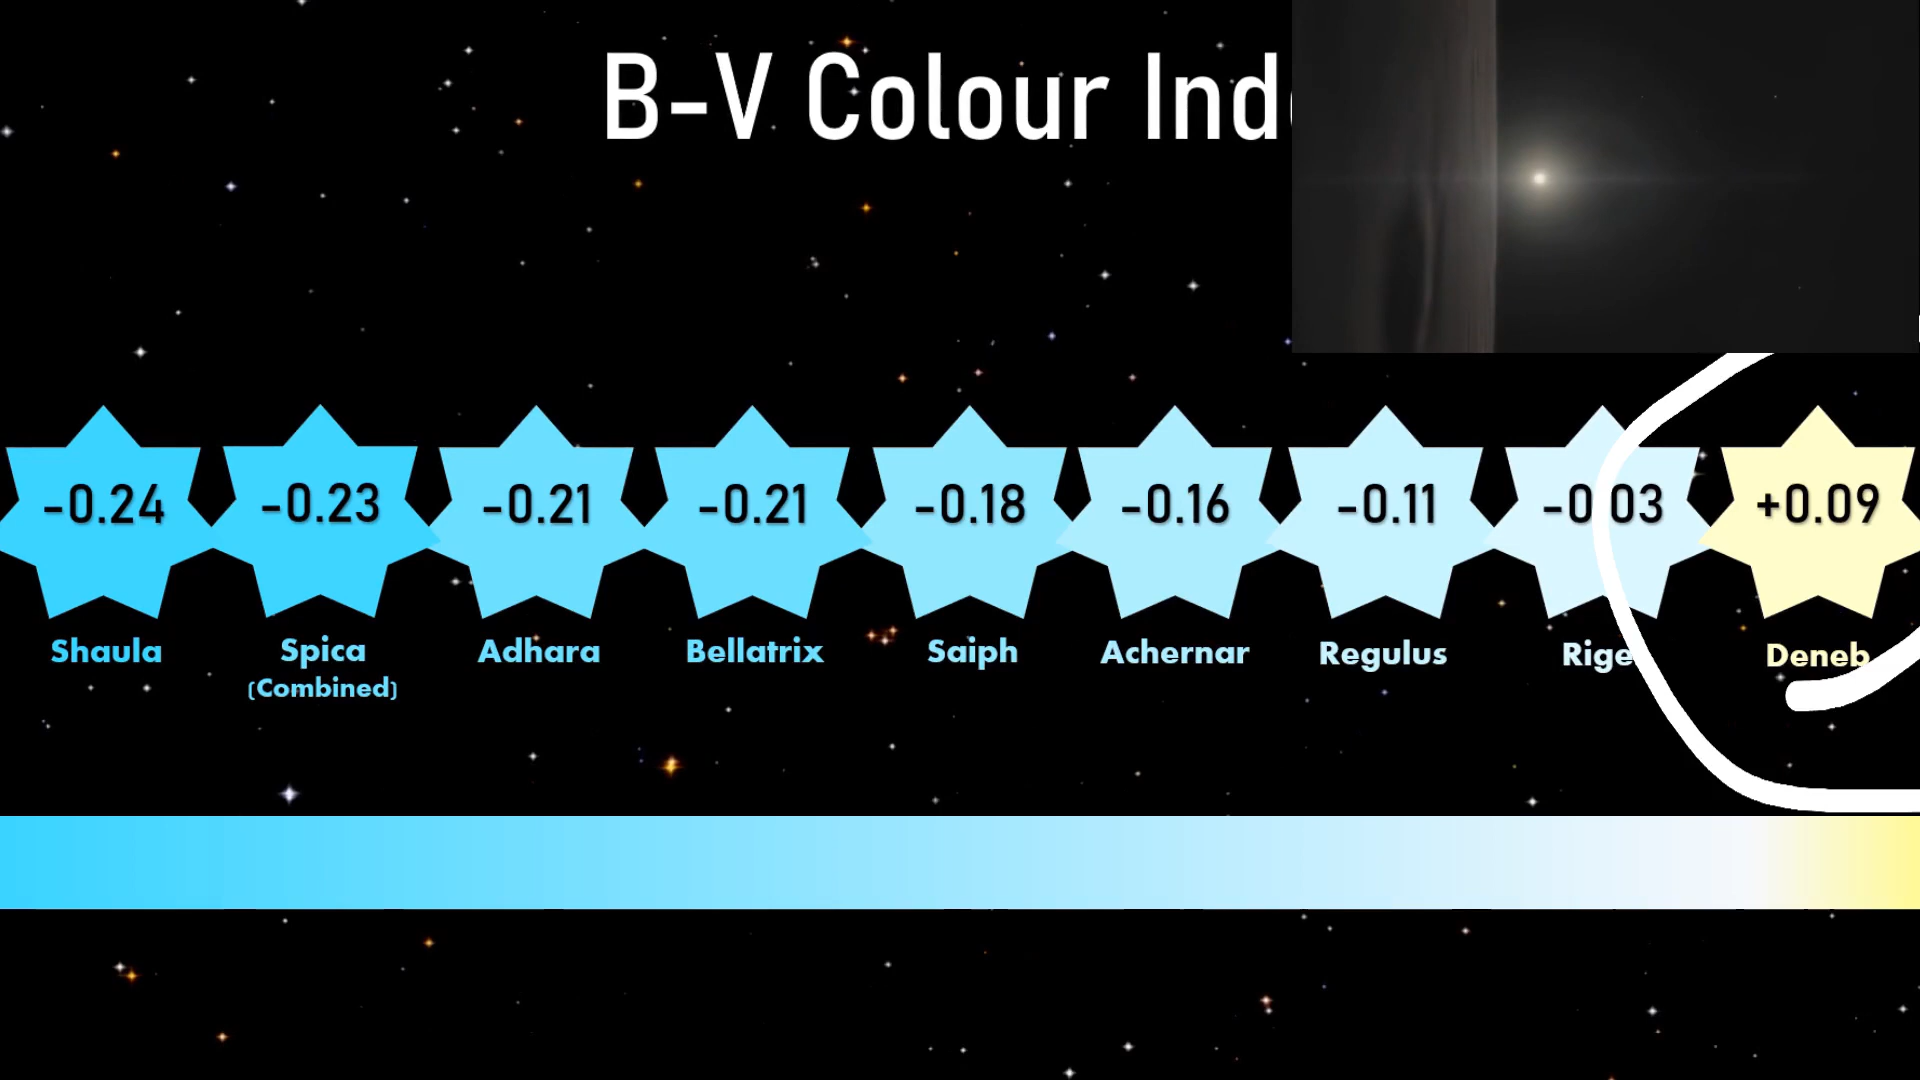 B-V Colour Ind
-0.24 -0.23 -0.21 -0.21 -0.18 -0.16 -0.11 -0.03 +0.09
Shaula Spica Adhara Bellatrix Saiph Achernar Regulus Rige Deneb
(Combined)